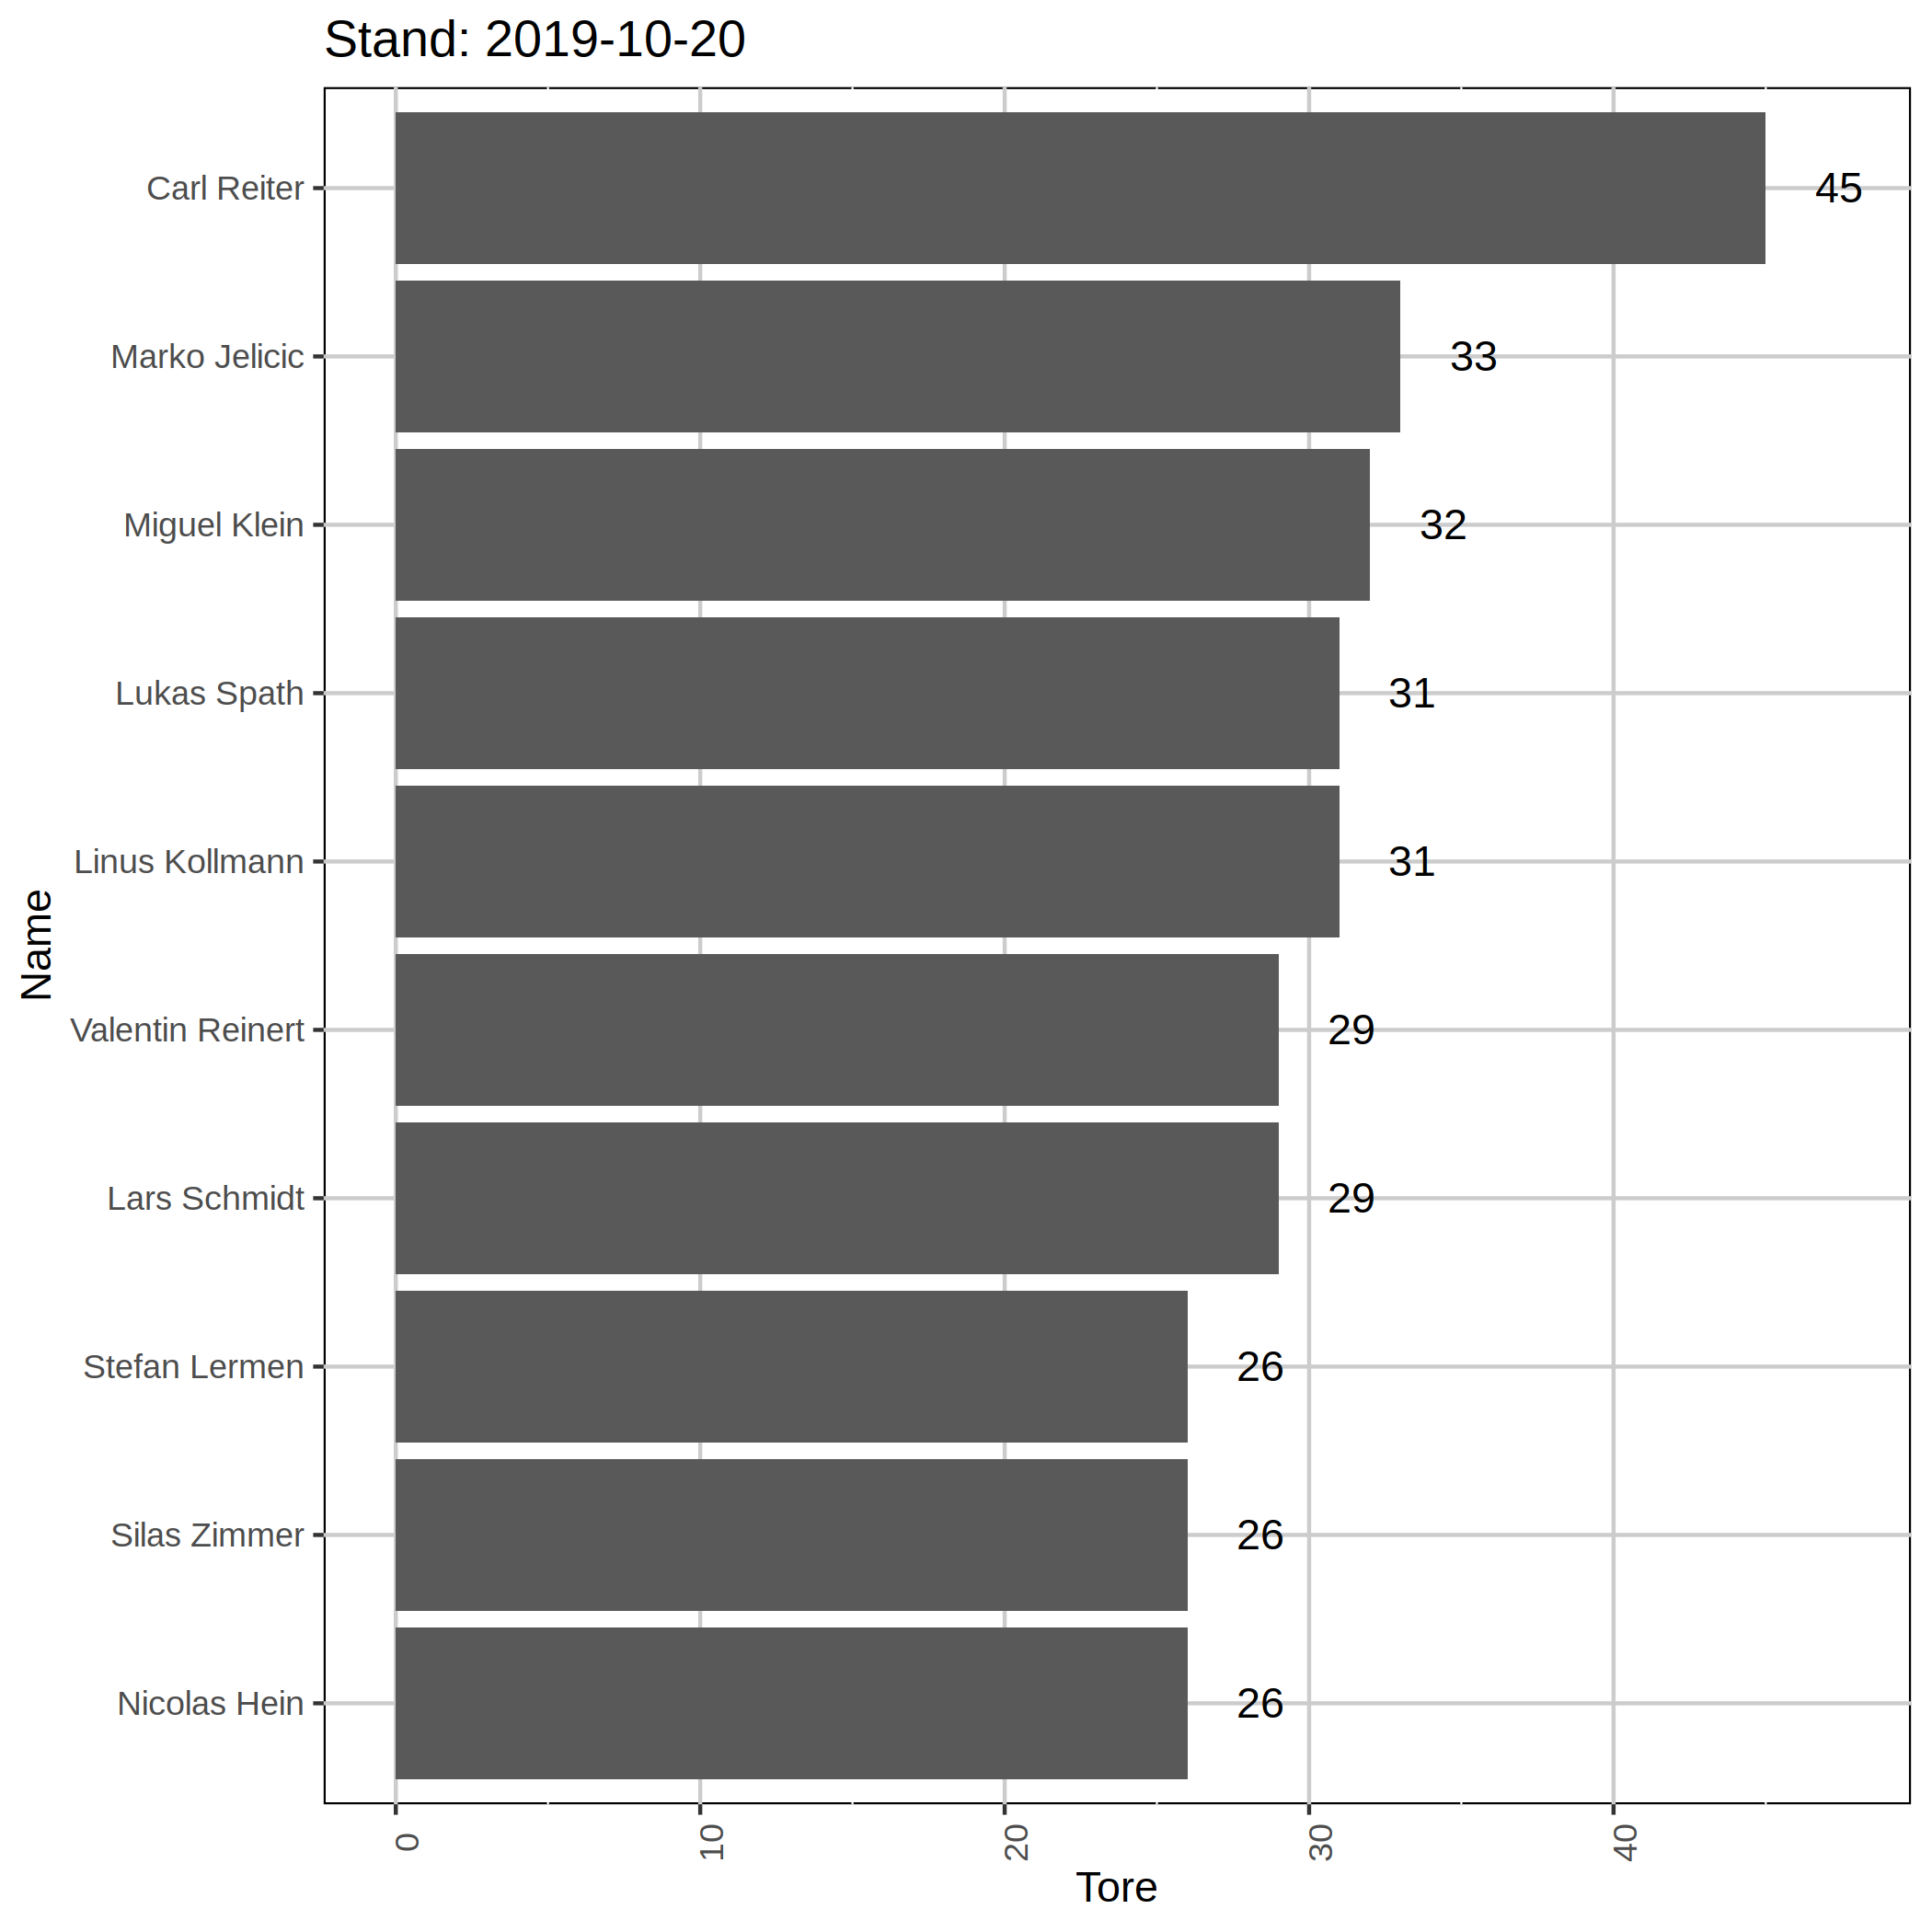 Stand: 2019-10-20
Carl Reiter 45
Marko Jelicic 33
Miguel Klein 32
Lukas Spath 31
Linus Kollmann 31
Valentin Reinert 29
Lars Schmidt 29
Stefan Lermen 26
Silas Zimmer 26
Nicolas Hein 26
Name
0 10 20 30 40
Tore